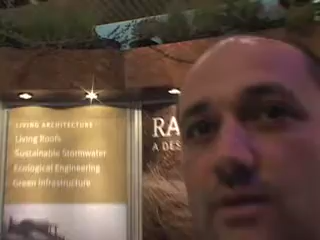 LIVING ARCHITECTURE
Living Roofs
Sustainable Stormwater
Ecological Engineering
Green Infrastructure
RA
A DES